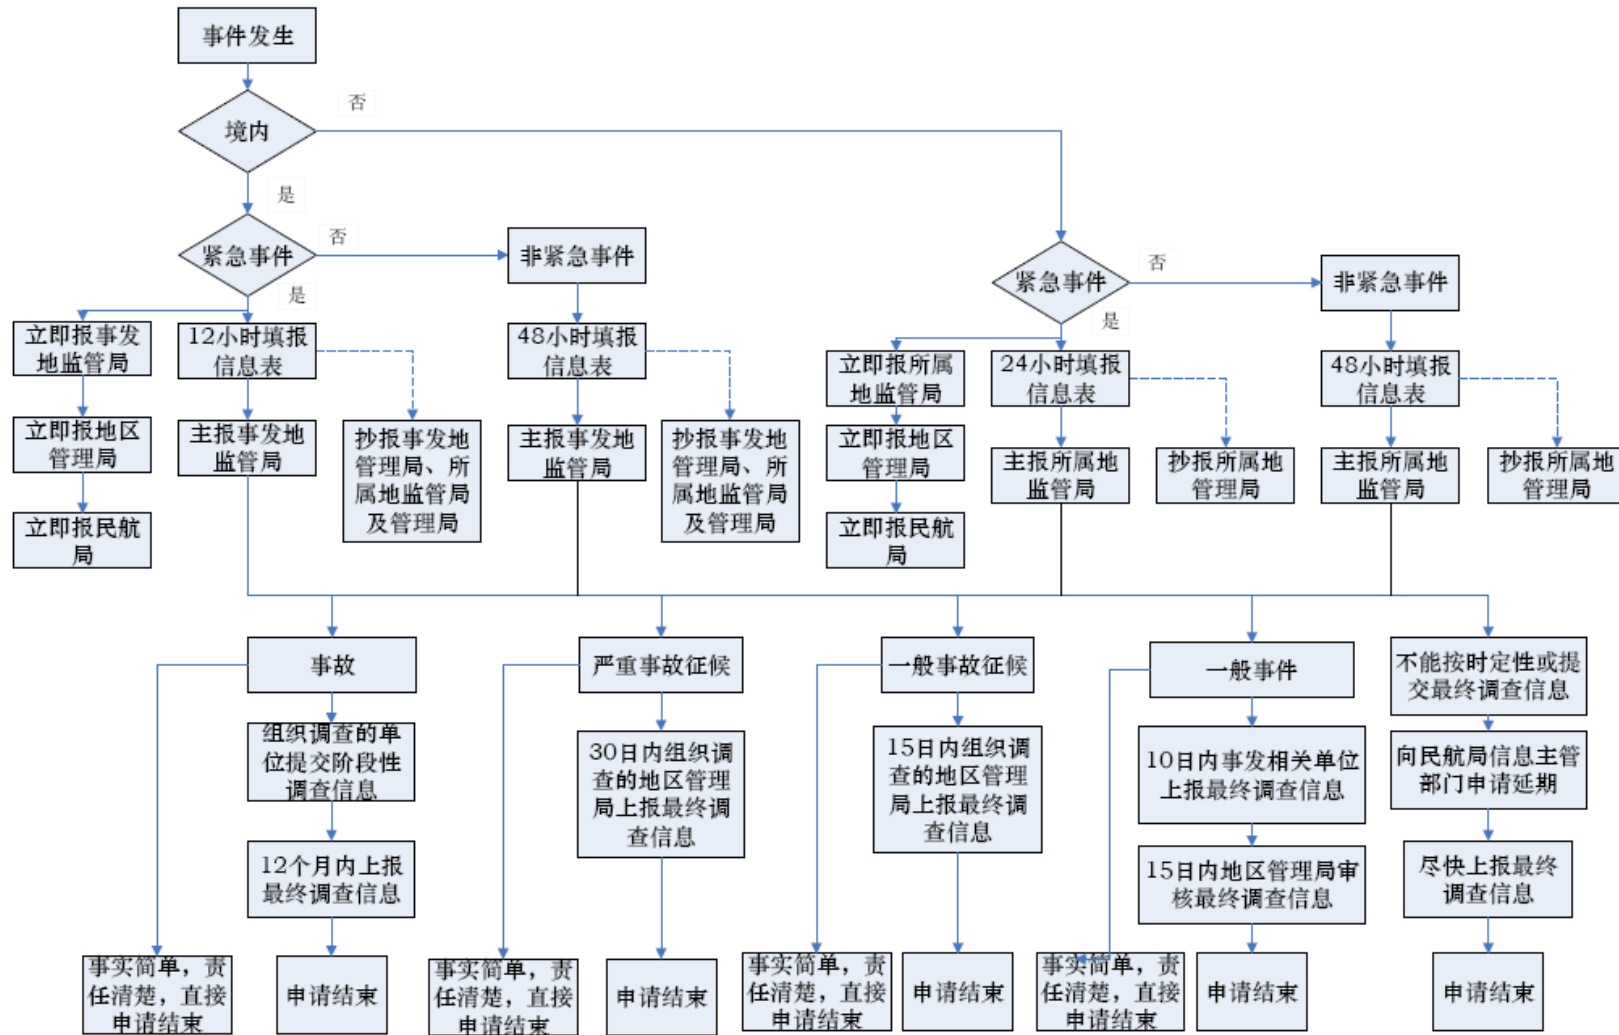 事件发生
否
境内
是
紧急事件
否
非紧急事件
是
紧急事件
否
非紧急事件
是
立即报事发
地监管局
12小时填报
信息表
48小时填报
信息表
立即报所属
地监管局
24小时填报
信息表
48小时填报
信息表
立即报地区
管理局
主报事发地
监管局
抄报事发地
管理局、所
属地监管局
及管理局
主报事发地
监管局
抄报事发地
管理局、所
属地监管局
及管理局
立即报地区
管理局
主报所属地
监管局
抄报所属地
管理局
主报所属地
监管局
抄报所属地
管理局
立即报民航
局
立即报民航
局
事故
严重事故征候
一般事故征候
一般事件
不能按时定性或提
交最终调查信息
组织调查的单
位提交阶段性
调查信息
30日内组织调
查的地区管理
局上报最终调
查信息
15日内组织调
查的地区管理
局上报最终调
查信息
10日内事发相关单位
上报最终调查信息
向民航局信息主管
部门申请延期
12个月内上报
最终调查信息
15日内地区管理局审
核最终调查信息
尽快上报最终
调查信息
事实简单，责
任清楚，直接
申请结束
申请结束
事实简单，责
任清楚，直接
申请结束
申请结束
事实简单，责
任清楚，直接
申请结束
申请结束
事实简单，责
任清楚，直接
申请结束
申请结束
申请结束